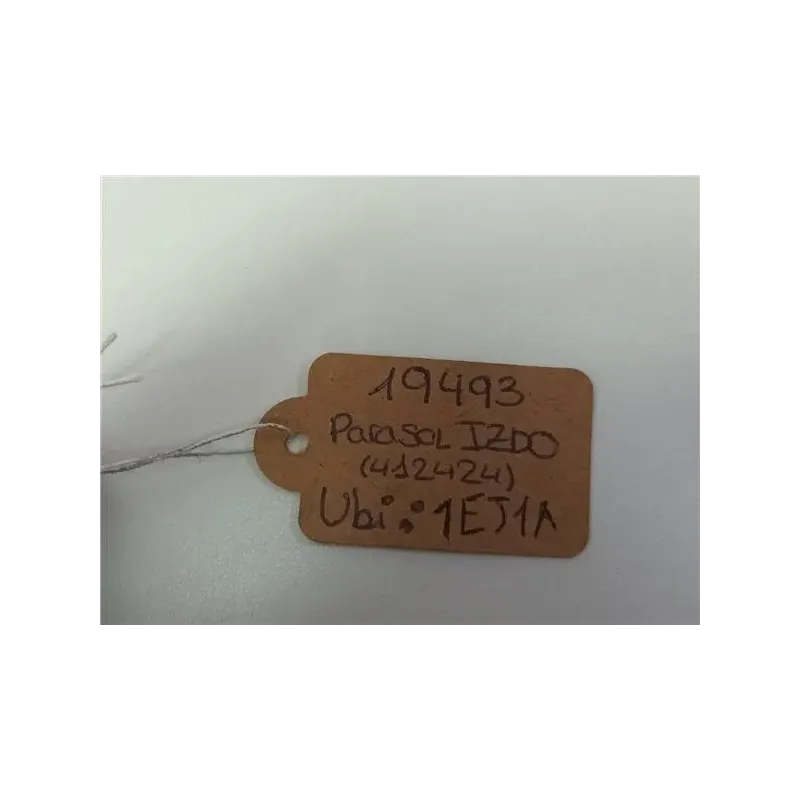 19493
Parasol IZDO
(412424)
Ubi:1EJ1A